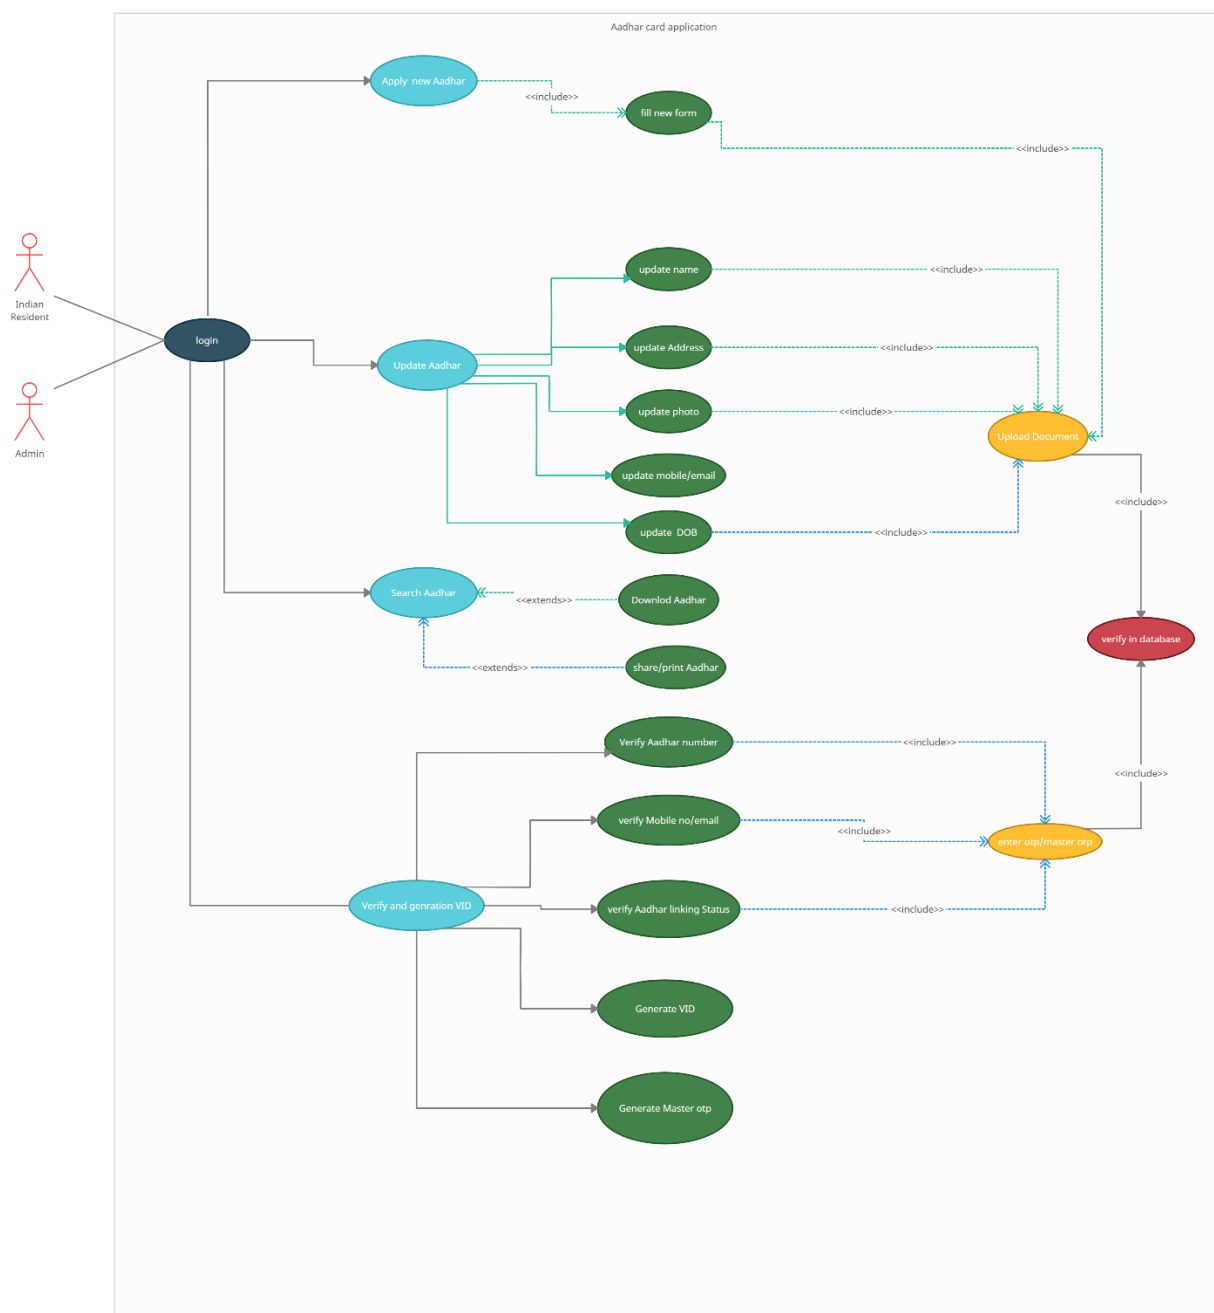 Aadhar card application
Apply  new Aadhar
<<include>>
fill new form
<<include>>
Indian
Resident
Admin
login
update name
<<include>>
Update Aadhar
update Address
<<include>>
update photo
<<include>>
Upload Document
update mobile/email
<<include>>
update  DOB
<<include>>
Search Aadhar
<<extends>>
Downlod Aadhar
verify in database
<<extends>>
share/print Aadhar
Verify Aadhar number
<<include>>
<<include>>
verify Mobile no/email
<<include>>
enter otp/master otp
Verify and genration VID
verify Aadhar linking Status
<<include>>
Generate VID
Generate Master otp